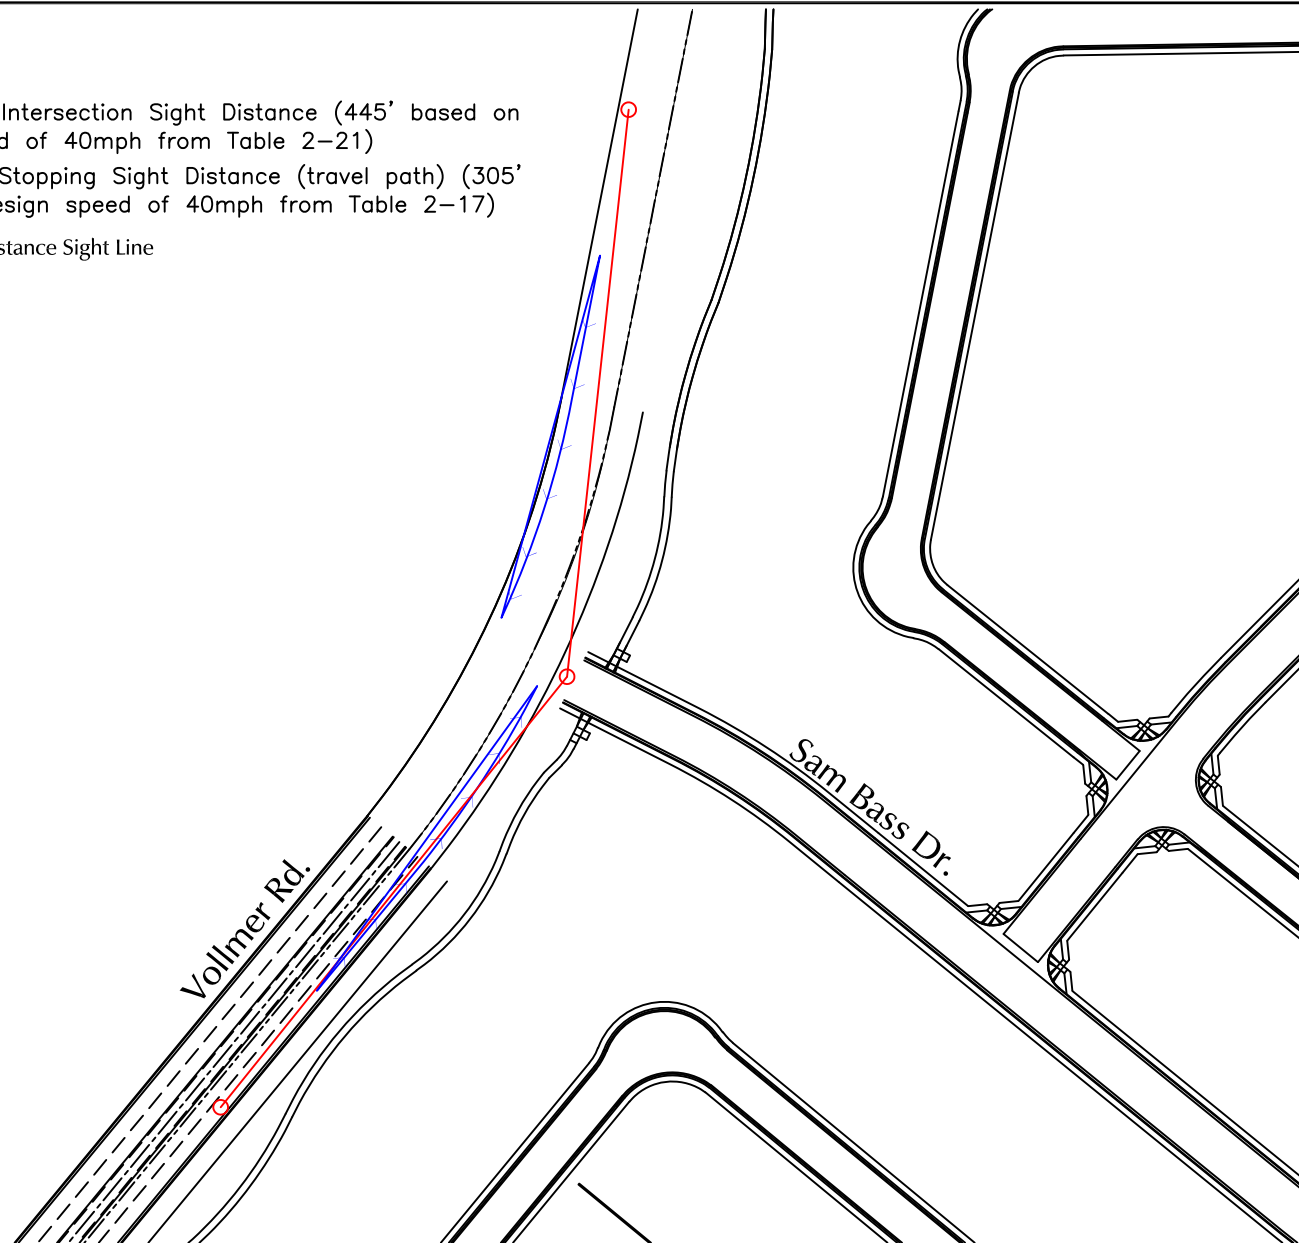 Intersection Sight Distance (445' based on
d of 40mph from Table 2–21)
Stopping Sight Distance (travel path) (305'
esign speed of 40mph from Table 2–17)
stance Sight Line
Sam Bass Dr.
Vollmer Rd.